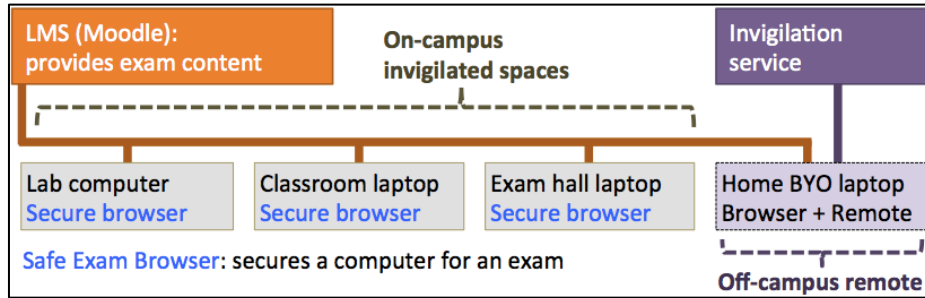 LMS (Moodle):
provides exam content
On-campus
invigilated spaces
Invigilation
service
Lab computer
Secure browser
Classroom laptop
Secure browser
Exam hall laptop
Secure browser
Home BYO laptop
Browser + Remote
Safe Exam Browser: secures a computer for an exam
Off-campus remote